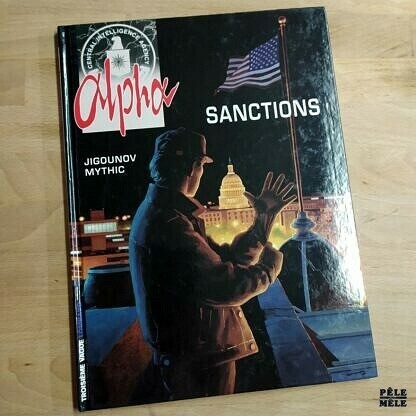 CENTRAL INTELLIGENCE AGENCY
alpha
SANCTIONS
JIGOUNOV
MYTHIC
TROISIÈME VAGUE
PÊLE
MÊLE